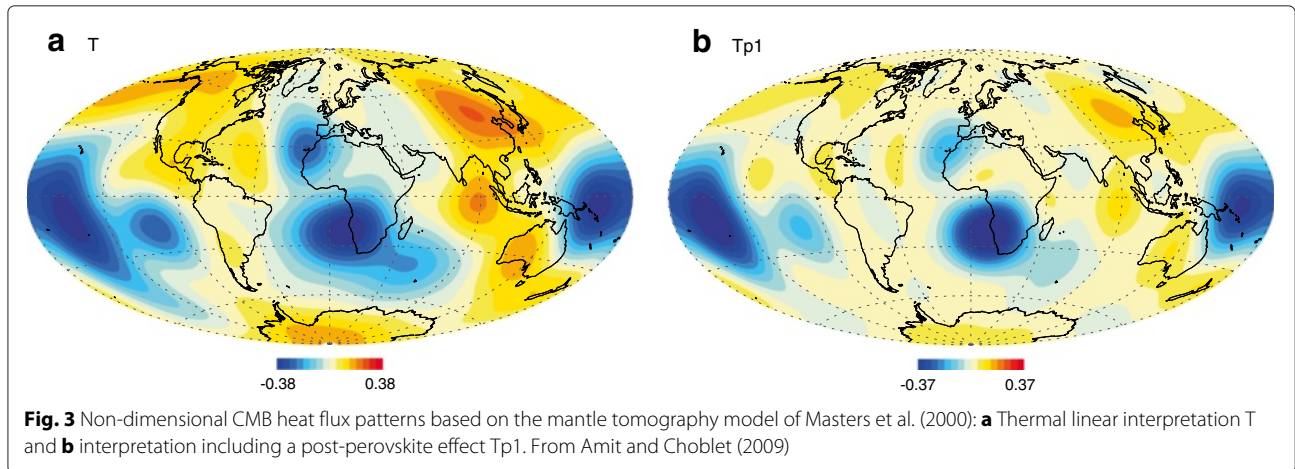 a T
b Tp1
-0.38 0.38
-0.37 0.37
Fig. 3 Non-dimensional CMB heat flux patterns based on the mantle tomography model of Masters et al. (2000): a Thermal linear interpretation T
and b interpretation including a post-perovskite effect Tp1. From Amit and Choblet (2009)